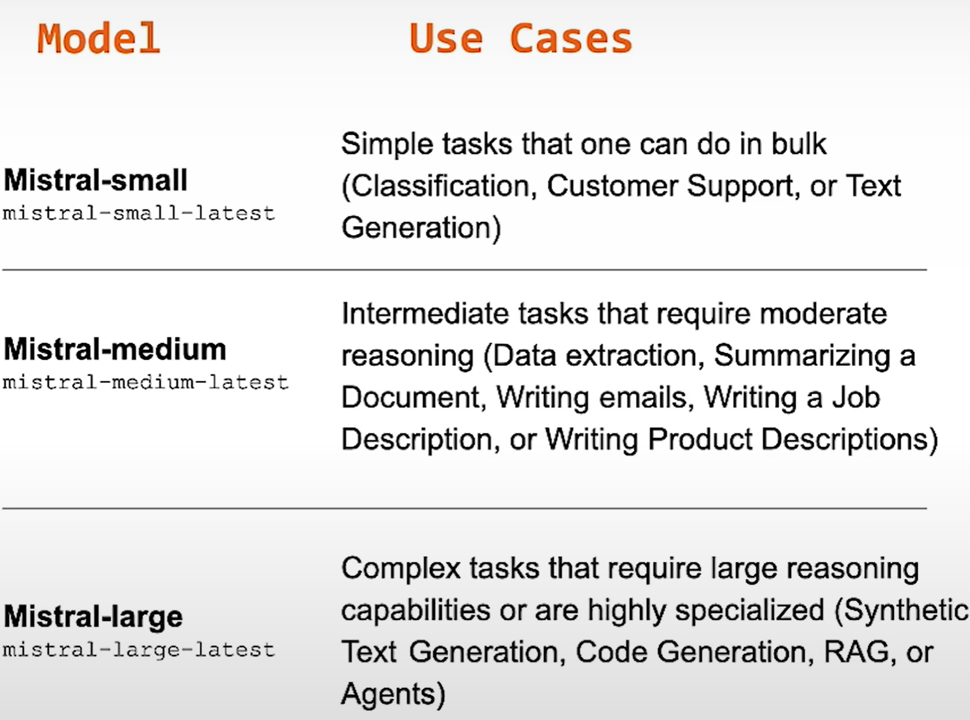 Model
Use Cases
Mistral-small
mistral-small-latest
Simple tasks that one can do in bulk
(Classification, Customer Support, or Text
Generation)
Mistral-medium
mistral-medium-latest
Intermediate tasks that require moderate
reasoning (Data extraction, Summarizing a
Document, Writing emails, Writing a Job
Description, or Writing Product Descriptions)
Mistral-large
mistral-large-latest
Complex tasks that require large reasoning
capabilities or are highly specialized (Synthetic
Text Generation, Code Generation, RAG, or
Agents)